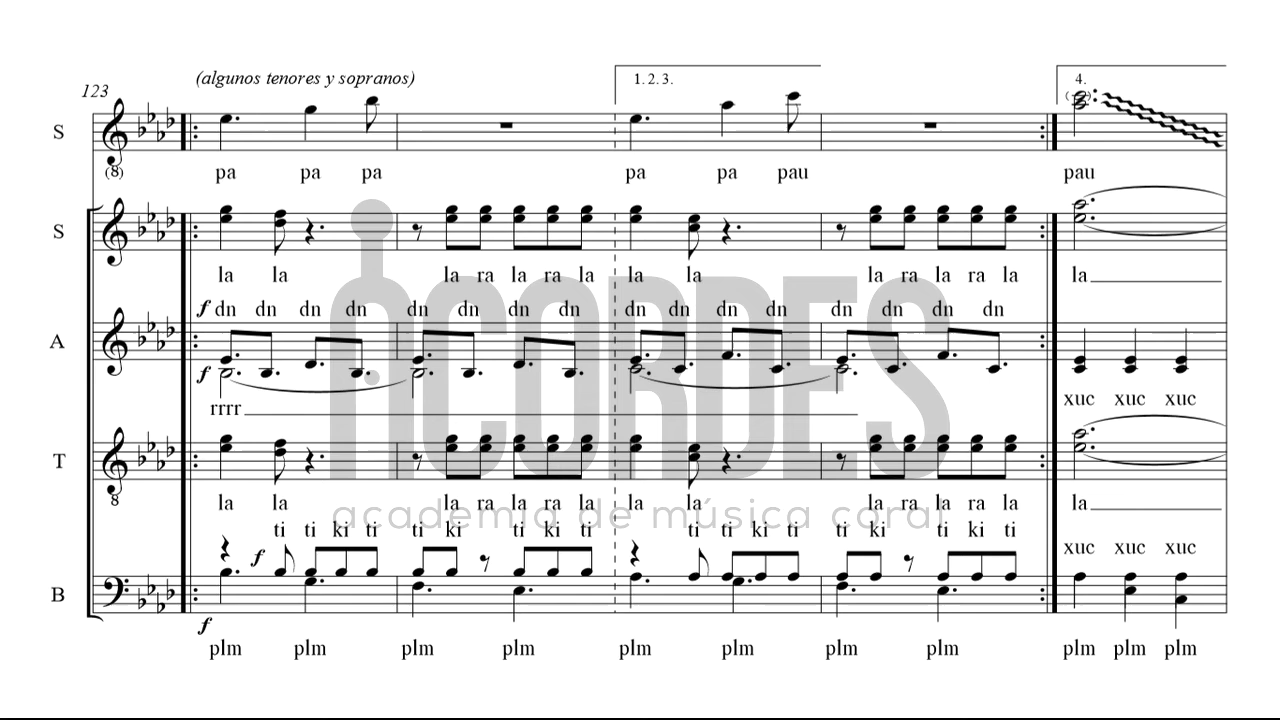 (algunos tenores y sopranos)
123
1. 2. 3.
4.
S
(8)
pa pa pa pa pa pau pau
S
la la la ra la ra la la la la ra la ra la la
f dn dn dn dn dn dn dn dn dn dn dn dn dn dn dn dn
A
f
rrrr
xuc xuc xuc
T
8
la la la ra la ra la la la la ra la ra la la
ACORDES
academia de música coral
ti ti ki ti ti ki ti ki ti ti ti ki ti ti ki ti ki ti
f
xuc xuc xuc
B
f
plm plm plm plm plm plm plm plm plm plm plm